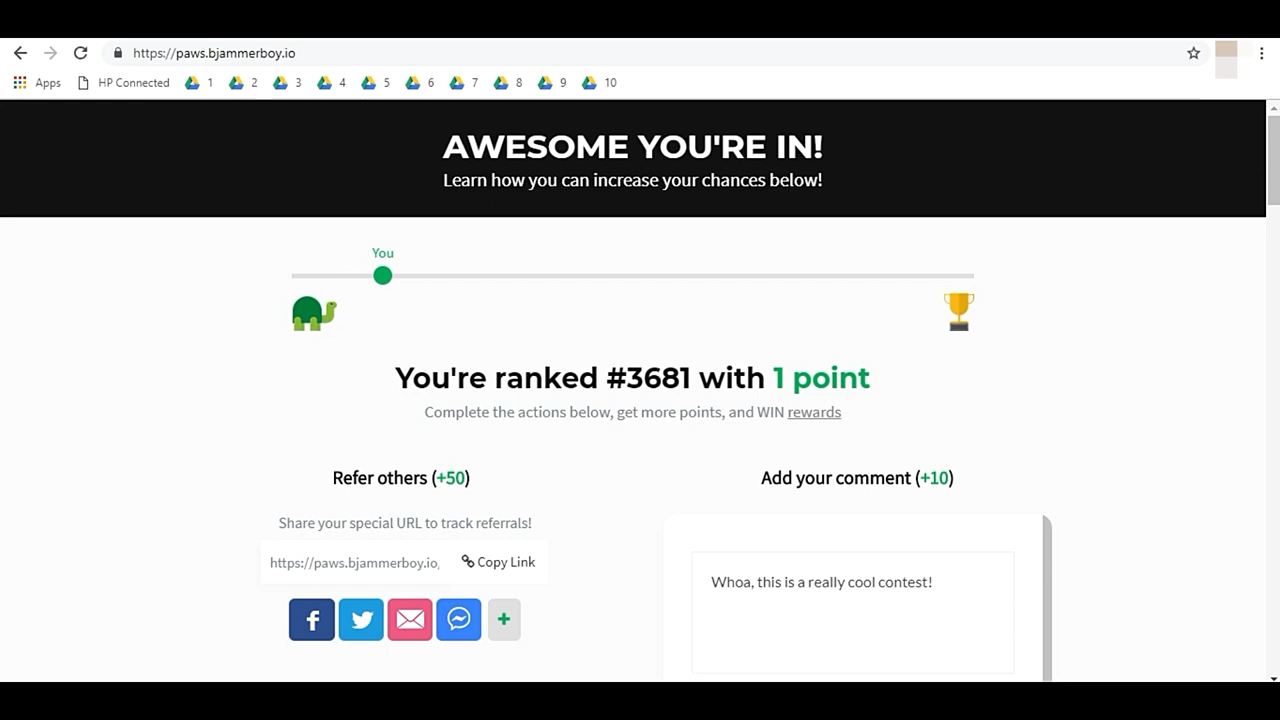 https://paws.bjammerboy.io
Apps HP Connected 1 2 3 4 5 6 7 8 9 10
AWESOME YOU'RE IN!
Learn how you can increase your chances below!
You
You're ranked #3681 with 1 point
Complete the actions below, get more points, and WIN rewards
Refer others (+50)
Add your comment (+10)
Share your special URL to track referrals!
https://paws.bjammerboy.io, Copy Link
Whoa, this is a really cool contest!